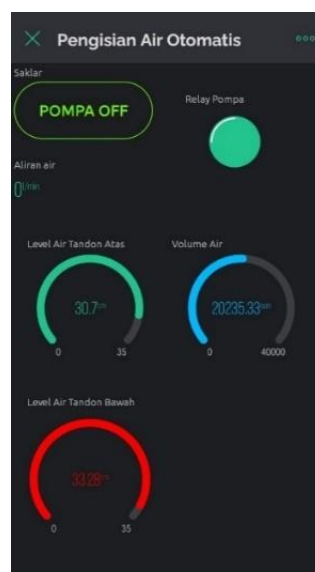 Pengisian Air Otomatis
Saklar
POMPA OFF
Relay Pompa
Aliran air
0 l/min
Level Air Tandon Atas
Volume Air
30.7
20235.33
0 35
0 40000
Level Air Tandon Bawah
33.28
0 35